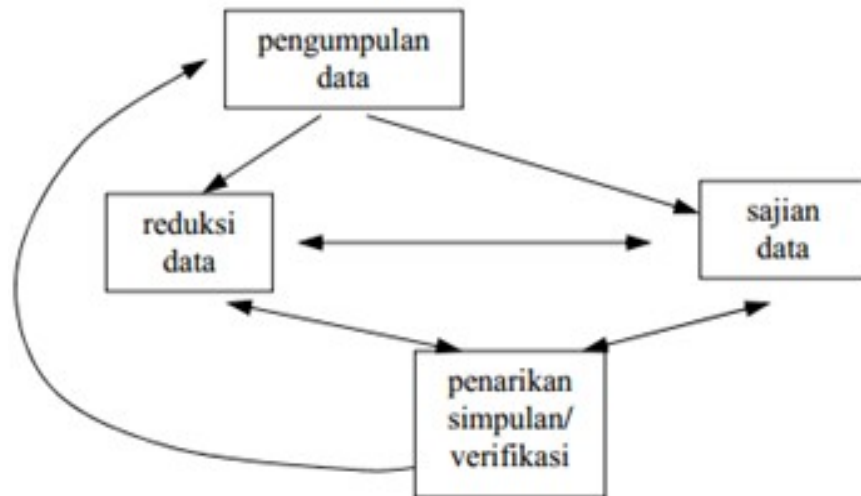 pengumpulan
data
reduksi
data
sajian
data
penarikan
simpulan/
verifikasi